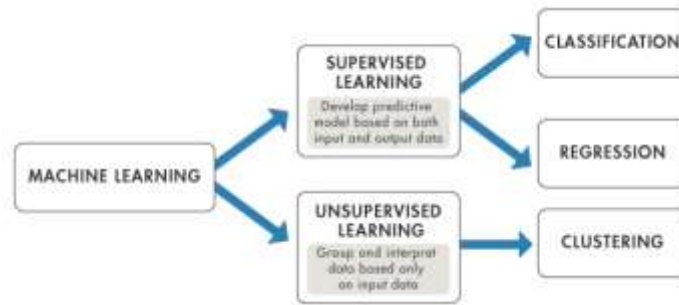 MACHINE LEARNING
SUPERVISED
LEARNING
Develop predictive
model based on both
input and output data
UNSUPERVISED
LEARNING
Group and interpret
data based only
on input data
CLASSIFICATION
REGRESSION
CLUSTERING